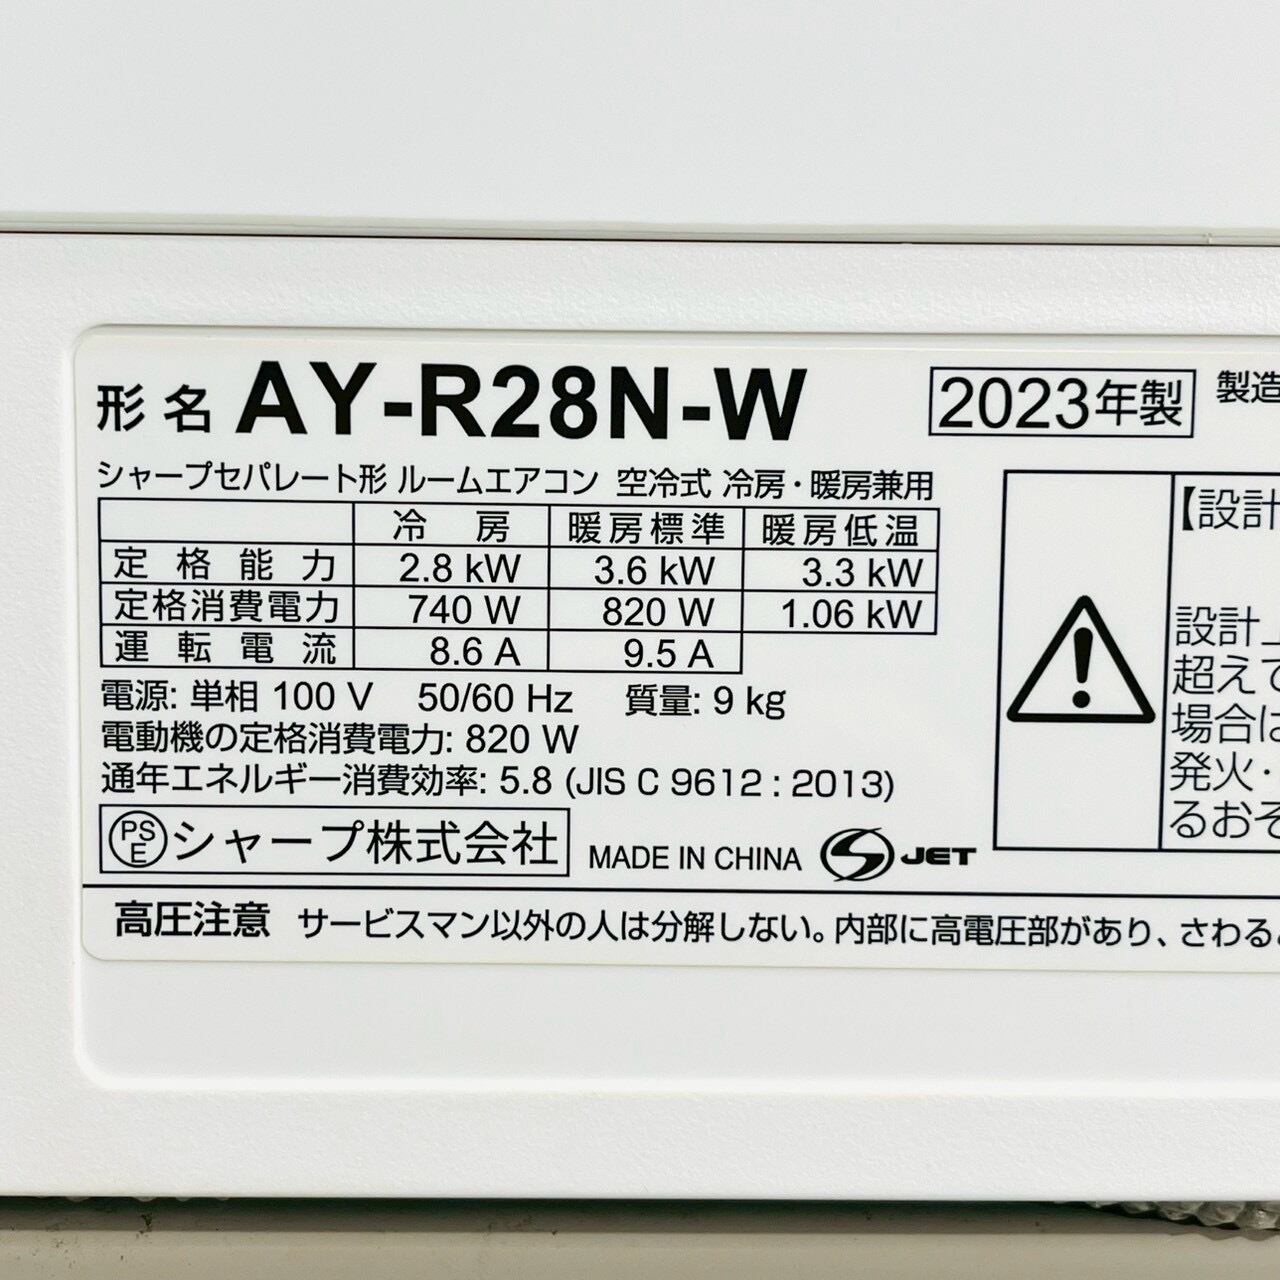 形名 AY-R28N-W 2023年製 製造
シャープセパレート形 ルームエアコン 空冷式 冷房・暖房兼用
冷房 暖房標準 暖房低温
定格能力 2.8 kW 3.6 kW 3.3 kW
定格消費電力 740 W 820 W 1.06 kW
運転電流 8.6 A 9.5 A
電源: 単相 100 V 50/60 Hz 質量: 9 kg
電動機の定格消費電力: 820 W
通年エネルギー消費効率: 5.8 (JIS C 9612 : 2013)
PSE シャープ株式会社 MADE IN CHINA S JET
【設計
設計上
超えて
場合は
発火・
るおそ
高圧注意 サービスマン以外の人は分解しない。内部に高電圧部があり、さわると